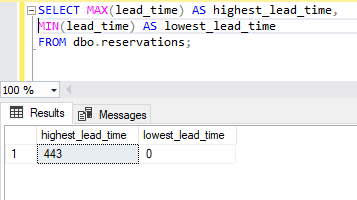 SELECT MAX(lead_time) AS highest_lead_time,
MIN(lead_time) AS lowest_lead_time
FROM dbo.reservations;
100 %
Results Messages
highest_lead_time lowest_lead_time
1 443 0